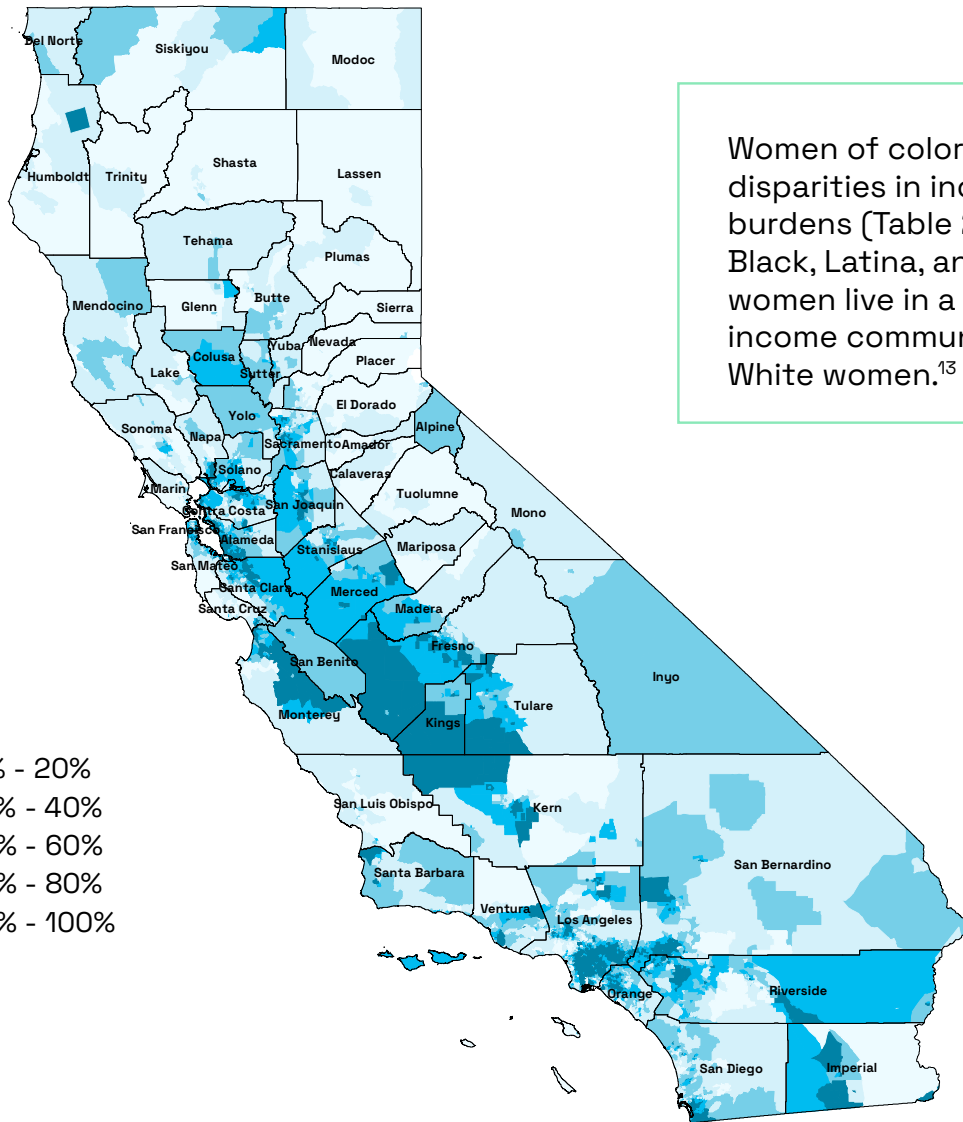 Del Norte
Siskiyou
Modoc
Humboldt
Trinity
Shasta
Lassen
Tehama
Plumas
Mendocino
Glenn
Butte
Sierra
Colusa
Yuba
Nevada
Lake
Sutter
Placer
Yolo
El Dorado
Sonoma
Napa
Sacramento
Amador
Alpine
Solano
Calaveras
Marin
Tuolumne
Contra Costa
San Joaquin
Mono
San Francisco
Alameda
Stanislaus
Mariposa
San Mateo
Santa Clara
Merced
Santa Cruz
Madera
Fresno
San Benito
Inyo
Monterey
Kings
Tulare
San Luis Obispo
Kern
San Bernardino
Santa Barbara
Ventura
Los Angeles
Orange
Riverside
San Diego
Imperial
Women of color
disparities in
burdens (Table
Black, Latina,
women live in a
income
White women.13
% - 20%
% - 40%
% - 60%
% - 80%
% - 100%